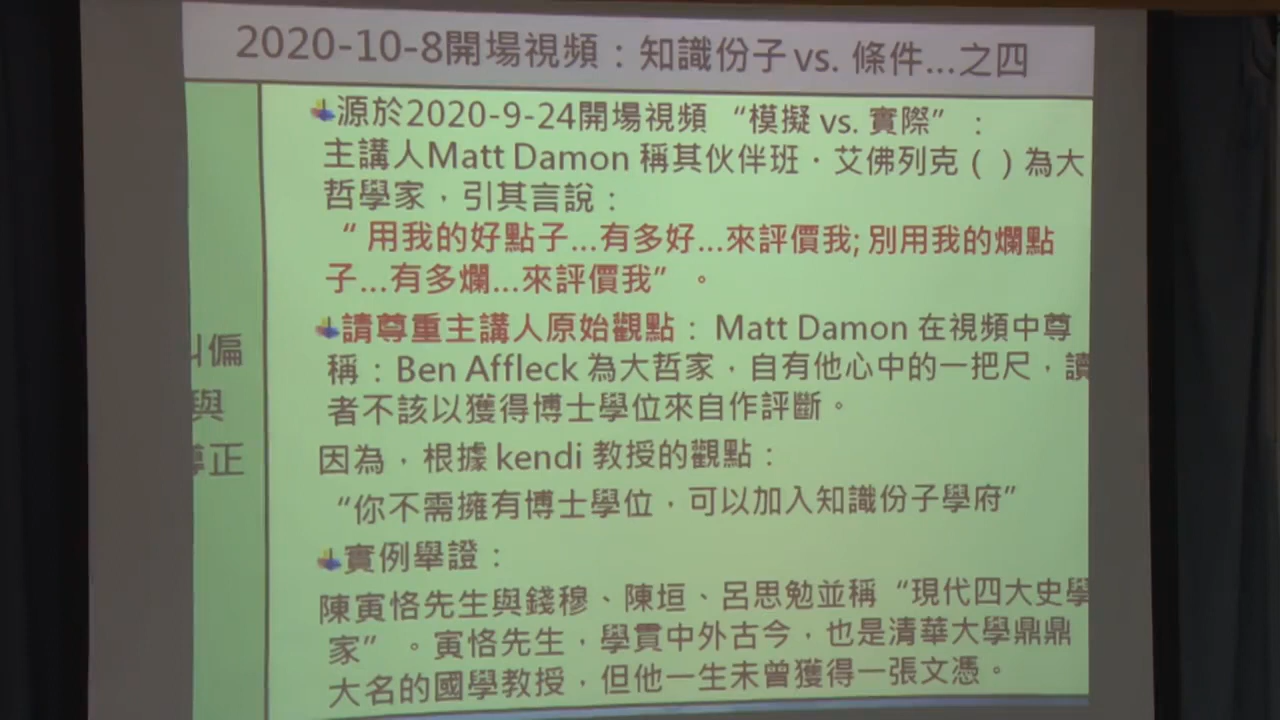 2020-10-8開場視頻：知識份子 vs. 條件...之四
源於2020-9-24開場視頻 “模擬 vs. 實際” ：
主講人Matt Damon 稱其伙伴班．艾佛列克（ ）為大
哲學家，引其言說：
“ 用我的好點子...有多好...來評價我; 別用我的爛點
子...有多爛...來評價我” 。
請尊重主講人原始觀點： Matt Damon 在視頻中尊
稱：Ben Affleck 為大哲家，自有他心中的一把尺，讀
者不該以獲得博士學位來自作評斷。
因為，根據 kendi 教授的觀點：
“你不需擁有博士學位，可以加入知識份子學府”
實例舉證：
陳寅恪先生與錢穆、陳垣、呂思勉並稱 “現代四大史學
家” 。寅恪先生，學貫中外古今，也是清華大學鼎鼎
大名的國學教授，但他一生未曾獲得一張文憑。
偏
與
正